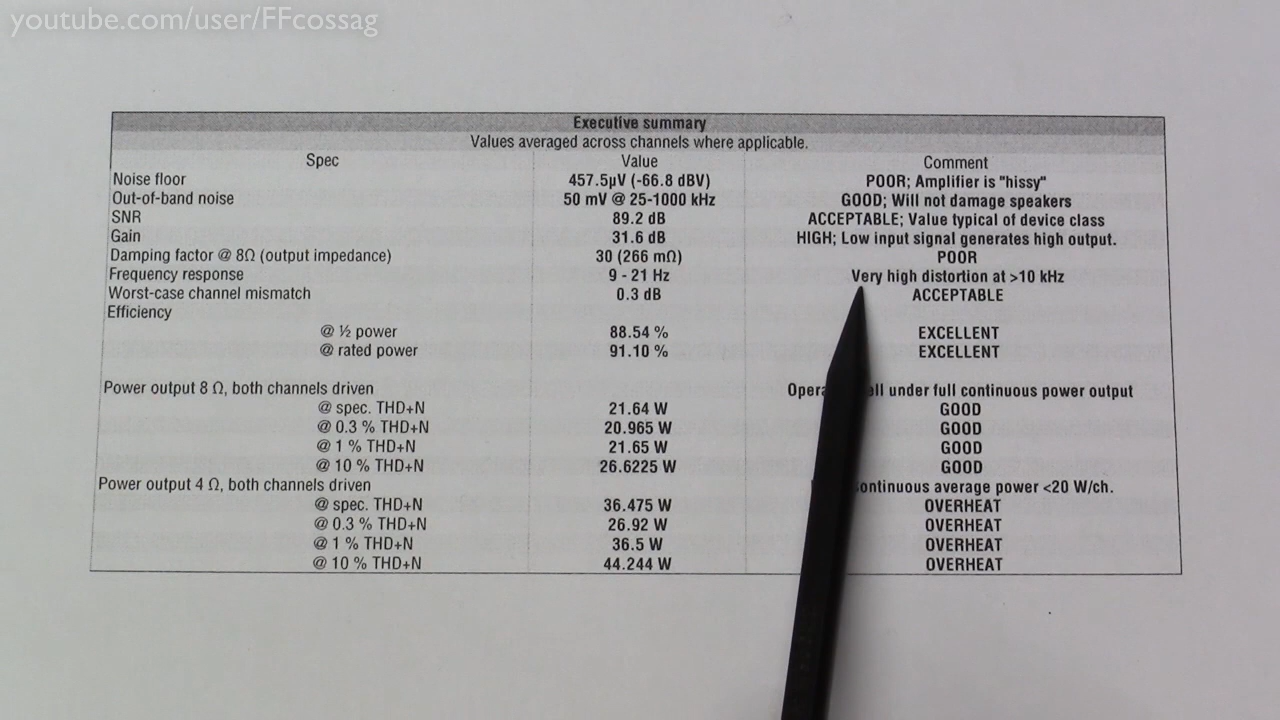 youtube.com/user/FFcossag
Executive summary
Values averaged across channels where applicable.
Spec Value Comment
Noise floor 457.5µV (-66.8 dBV) POOR; Amplifier is "hissy"
Out-of-band noise 50 mV @ 25-1000 kHz GOOD; Will not damage speakers
SNR 89.2 dB ACCEPTABLE; Value typical of device class
Gain 31.6 dB HIGH; Low input signal generates high output.
Damping factor @ 8Ω (output impedance) 30 (266 mΩ) POOR
Frequency response 9 - 21 Hz Very high distortion at >10 kHz
Worst-case channel mismatch 0.3 dB ACCEPTABLE
Efficiency
@ ½ power 88.54 % EXCELLENT
@ rated power 91.10 % EXCELLENT
Power output 8 Ω, both channels driven under full continuous power output
@ spec. THD+N 21.64 W GOOD
@ 0.3 % THD+N 20.965 W GOOD
@ 1 % THD+N 21.65 W GOOD
@ 10 % THD+N 26.6225 W GOOD
Power output 4 Ω, both channels driven continuous average power <20 W/ch.
@ spec. THD+N 36.475 W OVERHEAT
@ 0.3 % THD+N 26.92 W OVERHEAT
@ 1 % THD+N 36.5 W OVERHEAT
@ 10 % THD+N 44.244 W OVERHEAT